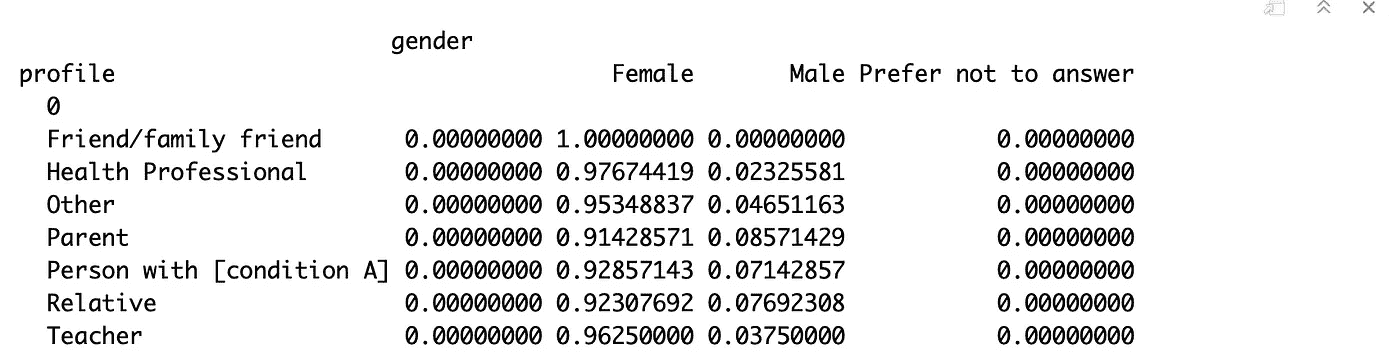 gender
profile Female Male Prefer not to answer
0
Friend/family friend 0.00000000 1.00000000 0.00000000 0.00000000
Health Professional 0.00000000 0.97674419 0.02325581 0.00000000
Other 0.00000000 0.95348837 0.04651163 0.00000000
Parent 0.00000000 0.91428571 0.08571429 0.00000000
Person with [condition A] 0.00000000 0.92857143 0.07142857 0.00000000
Relative 0.00000000 0.92307692 0.07692308 0.00000000
Teacher 0.00000000 0.96250000 0.03750000 0.00000000